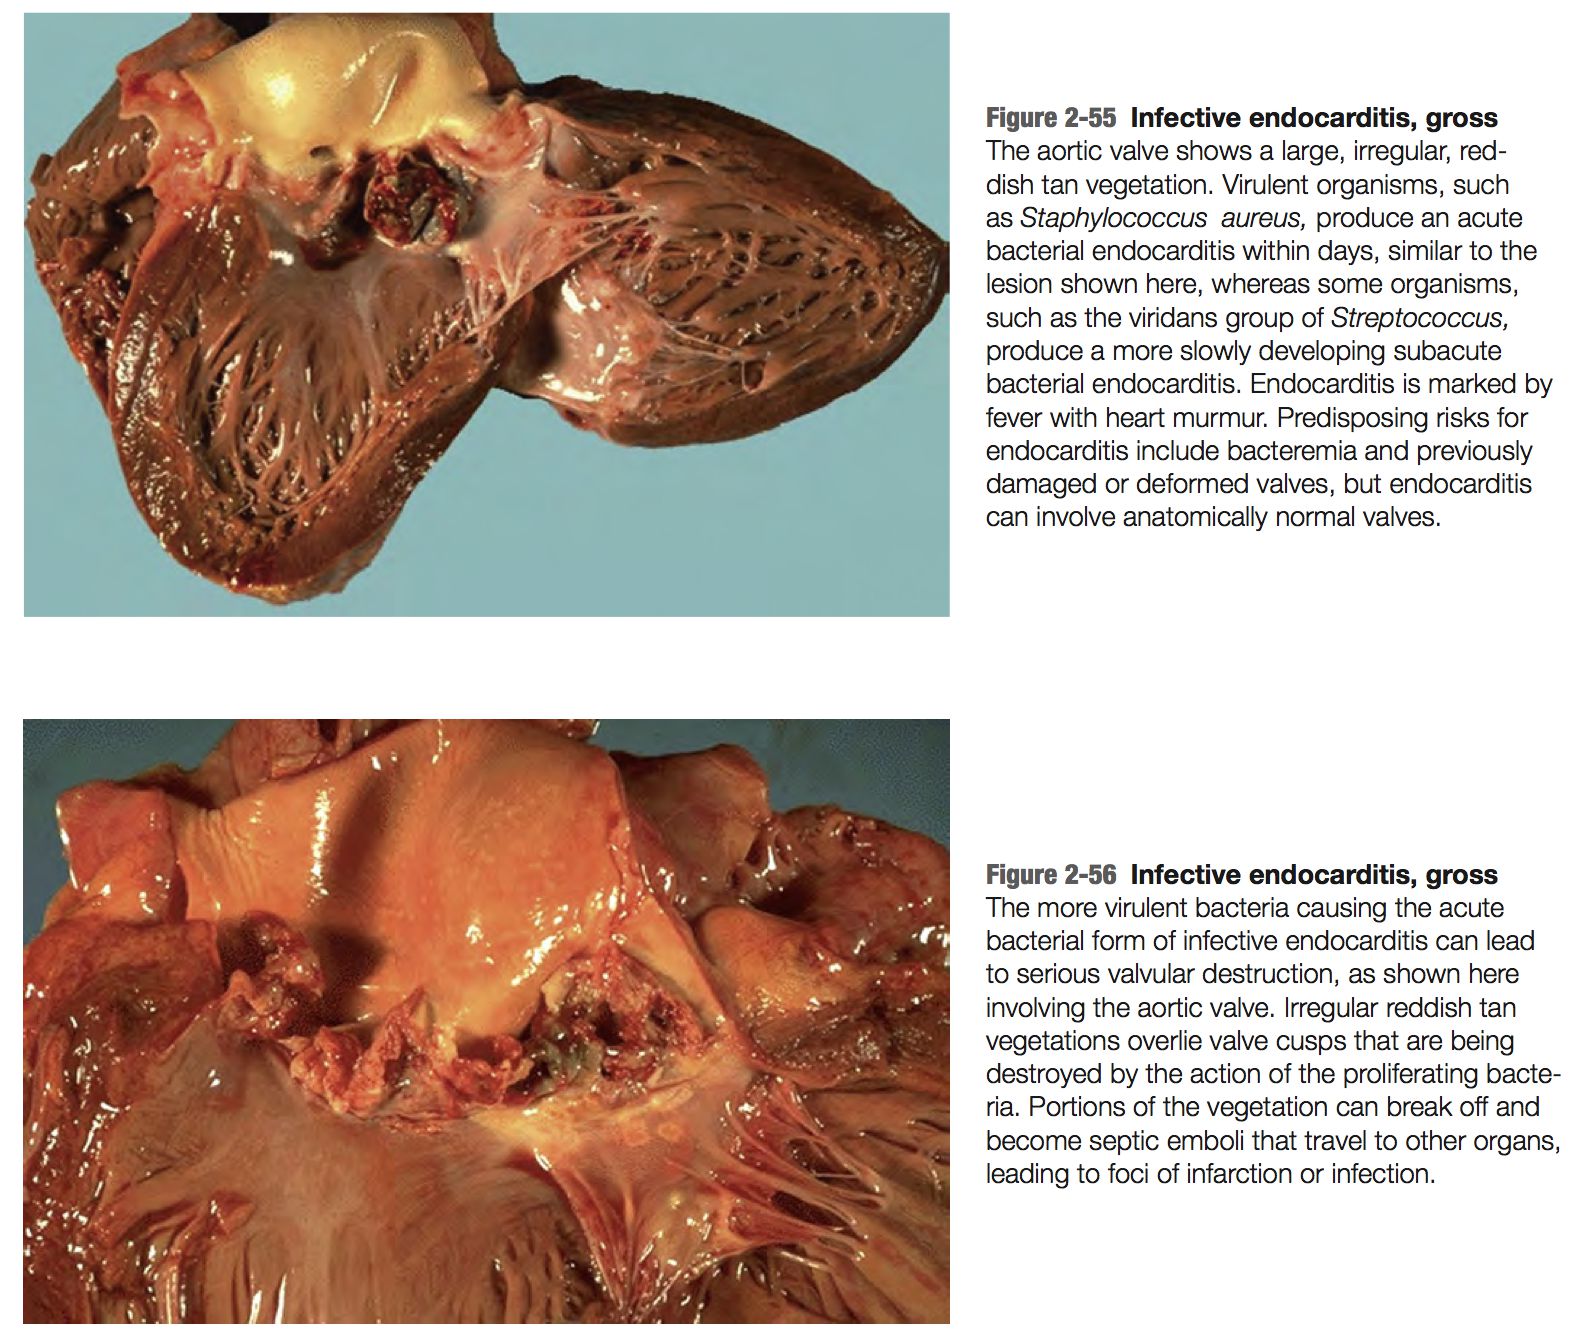 Figure 2-55 Infective endocarditis, gross
The aortic valve shows a large, irregular, red-
dish tan vegetation. Virulent organisms, such
as Staphylococcus aureus, produce an acute
bacterial endocarditis within days, similar to the
lesion shown here, whereas some organisms,
such as the viridans group of Streptococcus,
produce a more slowly developing subacute
bacterial endocarditis. Endocarditis is marked by
fever with heart murmur. Predisposing risks for
endocarditis include bacteremia and previously
damaged or deformed valves, but endocarditis
can involve anatomically normal valves.
Figure 2-56 Infective endocarditis, gross
The more virulent bacteria causing the acute
bacterial form of infective endocarditis can lead
to serious valvular destruction, as shown here
involving the aortic valve. Irregular reddish tan
vegetations overlie valve cusps that are being
destroyed by the action of the proliferating bacte-
ria. Portions of the vegetation can break off and
become septic emboli that travel to other organs,
leading to foci of infarction or infection.